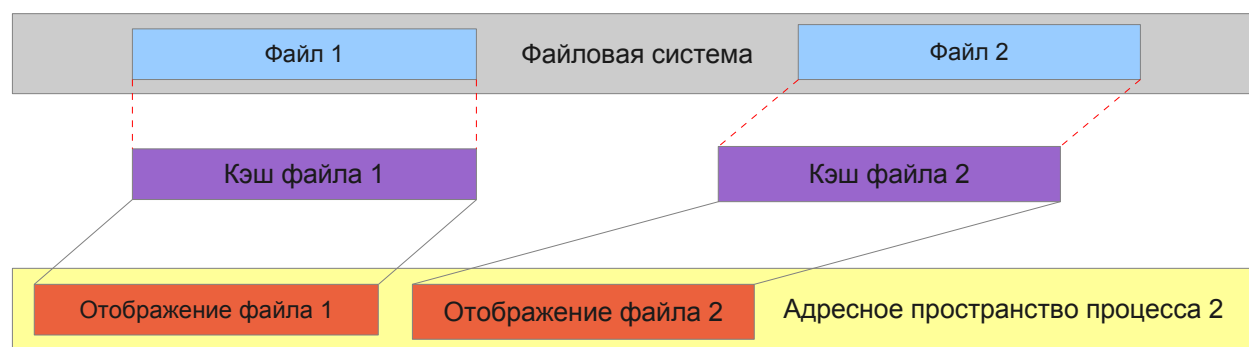 Файл 1
Файловая система
Файл 2
Кэш файла 1
Кэш файла 2
Отображение файла 1
Отображение файла 2
Адресное пространство процесса 2